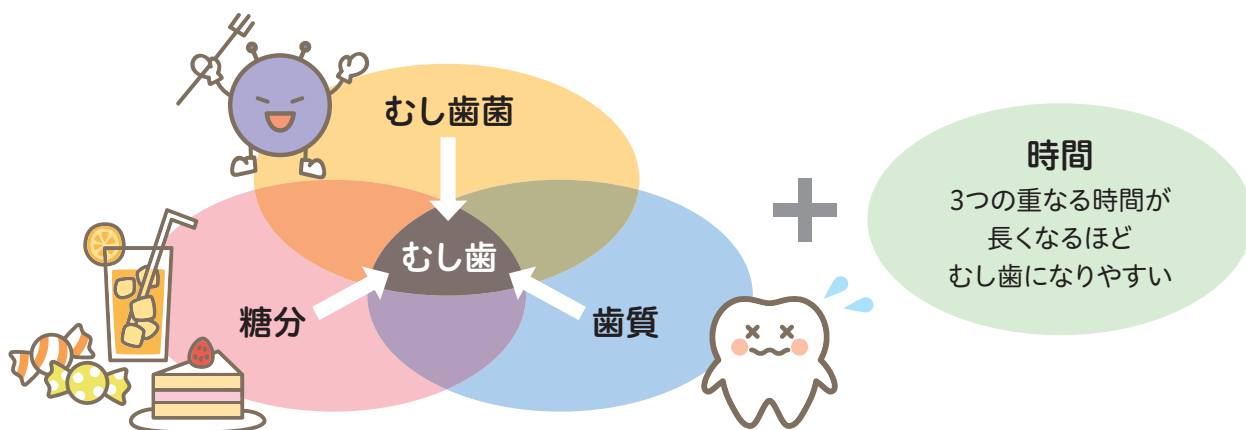 むし歯菌
むし歯
糖分
歯質
時間
3つの重なる時間が
長くなるほど
むし歯になりやすい